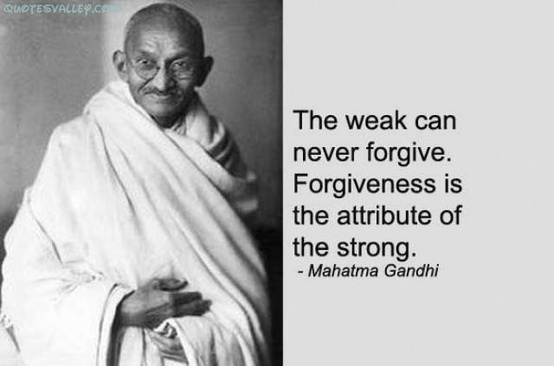 QUOTESVALLEY.COM
The weak can
never forgive.
Forgiveness is
the attribute of
the strong.
- Mahatma Gandhi